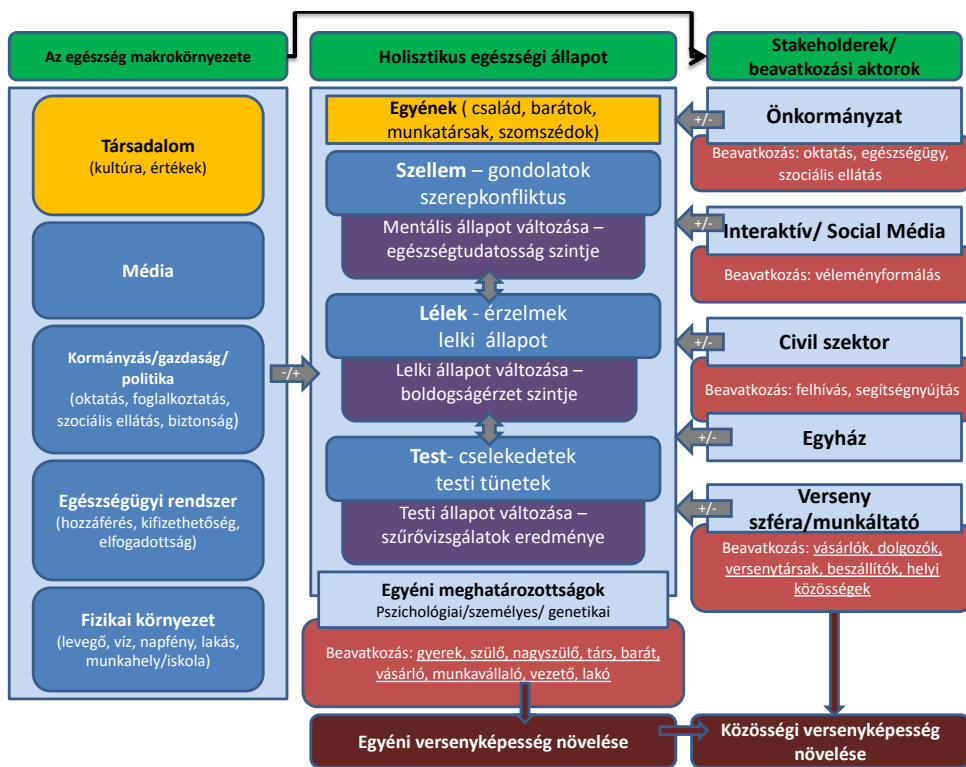 Az egészség makrokörnyezete
Társadalom
(kultúra, értékek)
Média
Kormányzás/gazdaság/
politika
(oktatás, foglalkoztatás,
szociális ellátás, biztonság)
Egészségügyi rendszer
(hozzáférés, kifizethetőség,
elfogadottság)
Fizikai környezet
(levegő, víz, napfény, lakás,
munkahely/iskola)
-/+
Holisztikus egészségi állapot
Egyének ( család, barátok,
munkatársak, szomszédok)
Szellem – gondolatok
szerepkonfliktus
Mentális állapot változása –
egészségtudatosság szintje
Lélek - érzelmek
lelki állapot
Lelki állapot változása –
boldogságérzet szintje
Test- cselekedetek
testi tünetek
Testi állapot változása –
szűrővizsgálatok eredménye
Egyéni meghatározottságok
Pszichológiai/személyes/ genetikai
Beavatkozás: gyerek, szülő, nagyszülő, társ, barát,
vásárló, munkavállaló, vezető, lakó
Egyéni versenyképesség növelése
Stakeholderek/
beavatkozási aktorok
+/-
Önkormányzat
Beavatkozás: oktatás, egészségügy,
szociális ellátás
+/-
Interaktív/ Social Média
Beavatkozás: véleményformálás
+/-
Civil szektor
Beavatkozás: felhívás, segítségnyújtás
+/-
Egyház
+/-
Verseny
szféra/munkáltató
Beavatkozás: vásárlók, dolgozók,
versenytársak, beszállítók, helyi
közösségek
Közösségi versenyképesség
növelése